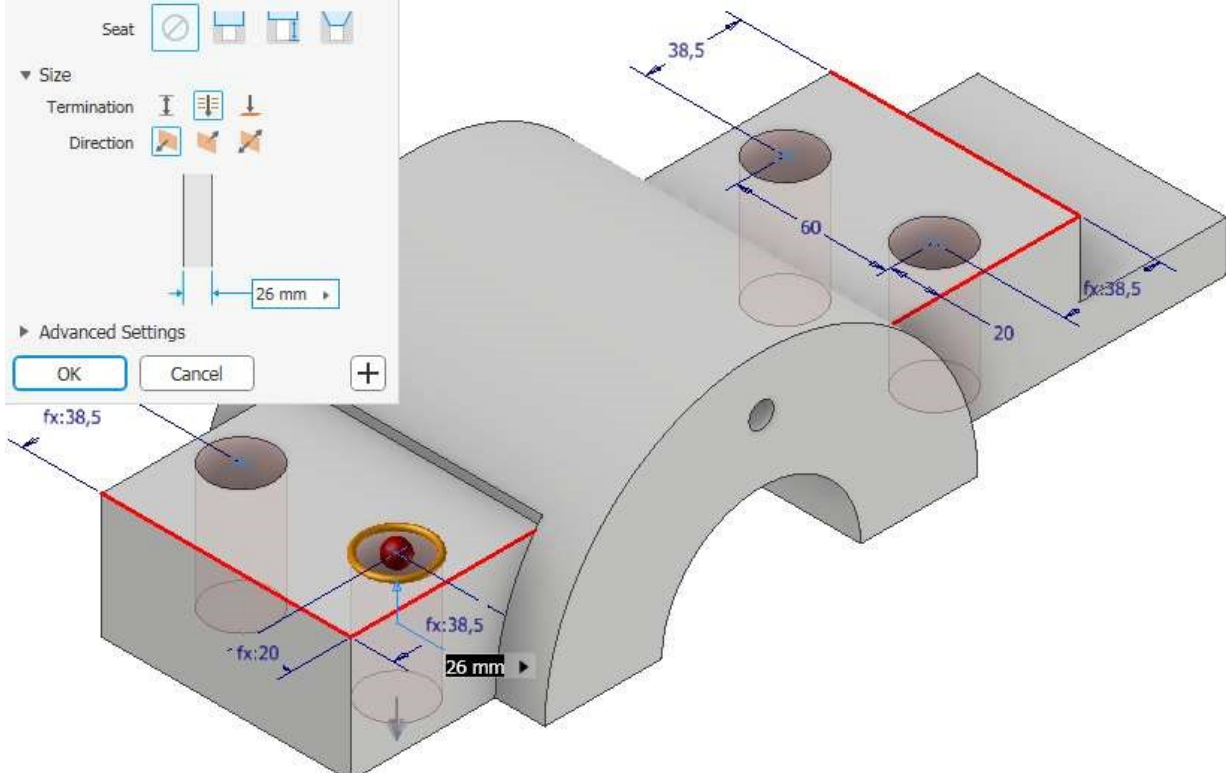 Seat
Size
Termination
Direction
26 mm
Advanced Settings
OK
Cancel
38,5
60
fx:38,5
20
fx:38,5
fx:38,5
fx:20
26 mm